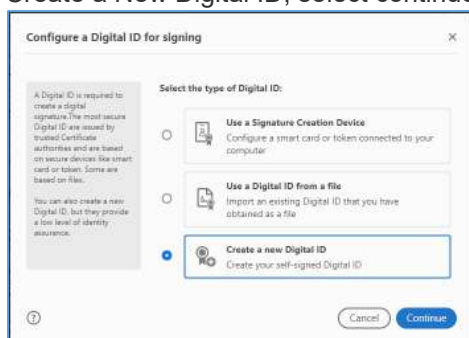 Create a New Digital ID, select continue
Configure a Digital ID for signing
A Digital ID is required to
create a digital
signature.The most secure
Digital ID are issued by
trusted Certificate
authorities and are based
on secure devices like smart
card or token. Some are
based on files.
You can also create a new
Digital ID, but they provide
a low level of identity
assurance.
Select the type of Digital ID:
Use a Signature Creation Device
Configure a smart card or token connected to your
computer
Use a Digital ID from a file
Import an existing Digital ID that you have
obtained as a file
Create a new Digital ID
Create your self-signed Digital ID
Cancel
Continue